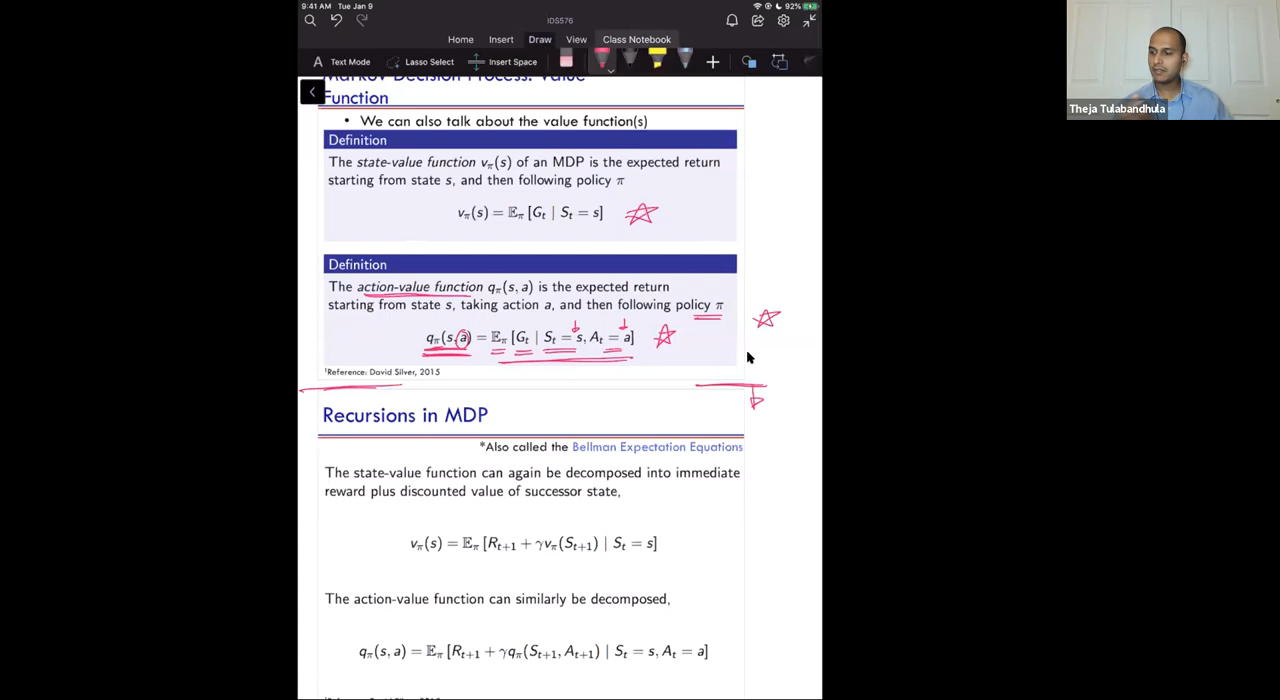 9:41 AM Tue Jan 9
92%
IDS576
Home Insert Draw View Class Notebook
Text Mode Lasso Select Insert Space
Markov Decision Process: Value
Function
• We can also talk about the value function(s)
Definition
The state-value function vπ(s) of an MDP is the expected return
starting from state s, and then following policy π
vπ(s) = 𝔼π [Gt | St = s]
Definition
The action-value function qπ(s, a) is the expected return
starting from state s, taking action a, and then following policy π
qπ(s, a) = 𝔼π [Gt | St = s, At = a]
¹Reference: David Silver, 2015
Recursions in MDP
*Also called the Bellman Expectation Equations
The state-value function can again be decomposed into immediate
reward plus discounted value of successor state,
vπ(s) = 𝔼π [Rt+1 + γvπ(St+1) | St = s]
The action-value function can similarly be decomposed,
qπ(s, a) = 𝔼π [Rt+1 + γqπ(St+1, At+1) | St = s, At = a]
Theja Tulabandhula